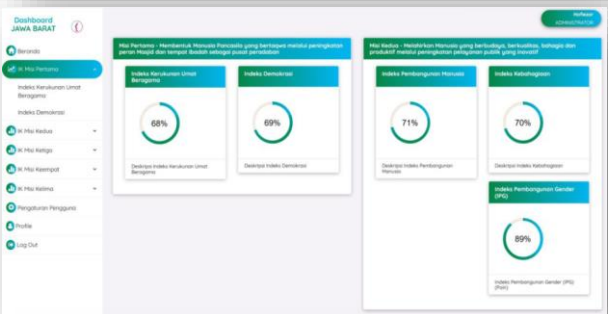 Dashboard
JAWA BARAT
Beranda
IK Misi Pertama
Indeks Kerukunan Umat
Beragama
Indeks Demokrasi
IK Misi Kedua
IK Misi Ketiga
IK Misi Keempat
IK Misi Kelima
Pengaturan Pengguna
Profile
Log Out
ADMINISTRATOR
Misi Pertama - Membentuk Manusia Pancasila yang bertaqwa melalui peningkatan
peran Masjid dan tempat ibadah sebagai pusat peradaban
Indeks Kerukunan Umat
Beragama
68%
Deskripsi Indeks Kerukunan Umat
Beragama
Indeks Demokrasi
69%
Deskripsi Indeks Demokrasi
Misi Kedua - Melahirkan Manusia yang berbudaya, berkualitas, bahagia dan
produktif melalui peningkatan pelayanan publik yang inovatif
Indeks Pembangunan Manusia
71%
Deskripsi Indeks Pembangunan
Manusia
Indeks Kebahagiaan
70%
Deskripsi Indeks Kebahagiaan
Indeks Pembangunan Gender
(IPG)
89%
Indeks Pembangunan Gender (IPG)
(Poin)